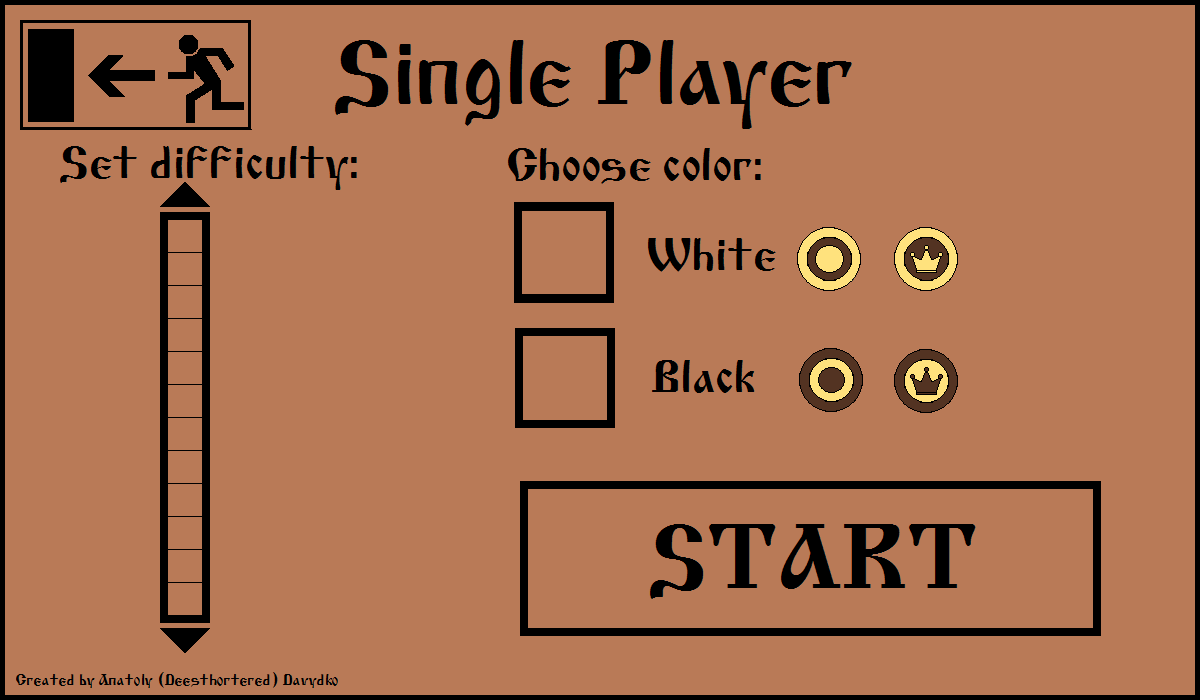 Single Player
Set difficulty:
Choose color:
White
Black
START
Created by Anatoly (Deesthortered) Davydko